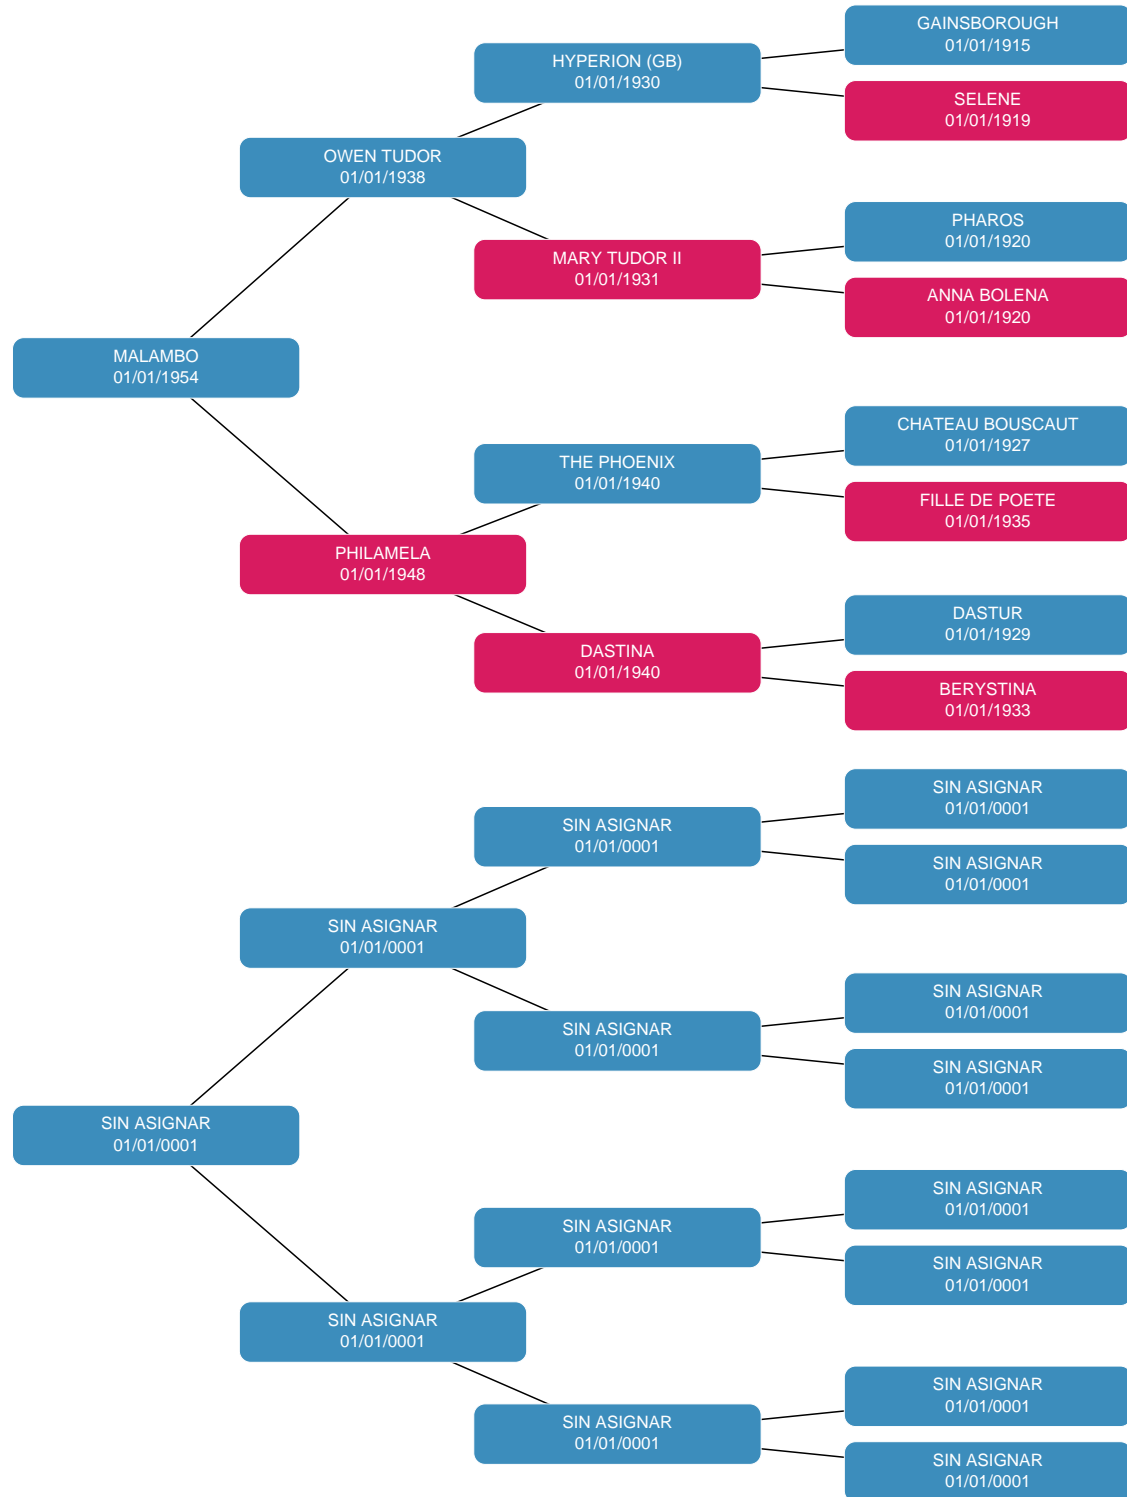 GAINSBOROUGH
01/01/1915
HYPERION (GB)
01/01/1930
SELENE
01/01/1919
OWEN TUDOR
01/01/1938
PHAROS
01/01/1920
MARY TUDOR II
01/01/1931
ANNA BOLENA
01/01/1920
MALAMBO
01/01/1954
CHATEAU BOUSCAUT
01/01/1927
THE PHOENIX
01/01/1940
FILLE DE POETE
01/01/1935
PHILAMELA
01/01/1948
DASTUR
01/01/1929
DASTINA
01/01/1940
BERYSTINA
01/01/1933
SIN ASIGNAR
01/01/0001
SIN ASIGNAR
01/01/0001
SIN ASIGNAR
01/01/0001
SIN ASIGNAR
01/01/0001
SIN ASIGNAR
01/01/0001
SIN ASIGNAR
01/01/0001
SIN ASIGNAR
01/01/0001
SIN ASIGNAR
01/01/0001
SIN ASIGNAR
01/01/0001
SIN ASIGNAR
01/01/0001
SIN ASIGNAR
01/01/0001
SIN ASIGNAR
01/01/0001
SIN ASIGNAR
01/01/0001
SIN ASIGNAR
01/01/0001
SIN ASIGNAR
01/01/0001